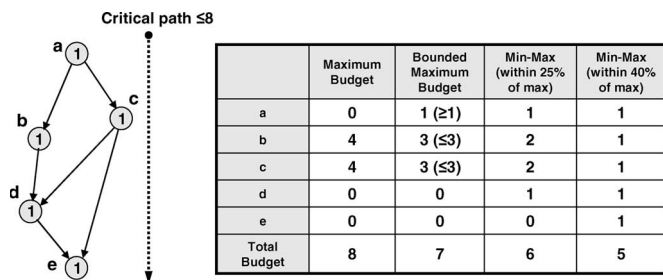 Critical path ≤8
a
1
c
1
b
1
d
1
e
1
Maximum Budget
Bounded Maximum Budget
Min-Max (within 25% of max)
Min-Max (within 40% of max)
a 0 1 (≥1) 1 1
b 4 3 (≤3) 2 1
c 4 3 (≤3) 2 1
d 0 0 1 1
e 0 0 0 1
Total Budget 8 7 6 5